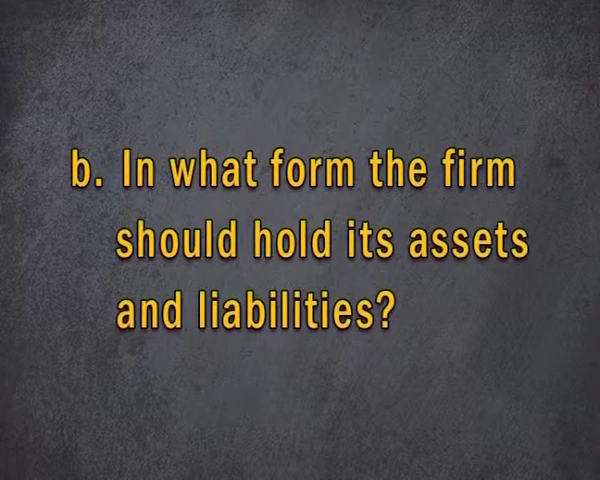 b. In what form the firm
should hold its assets
and liabilities?